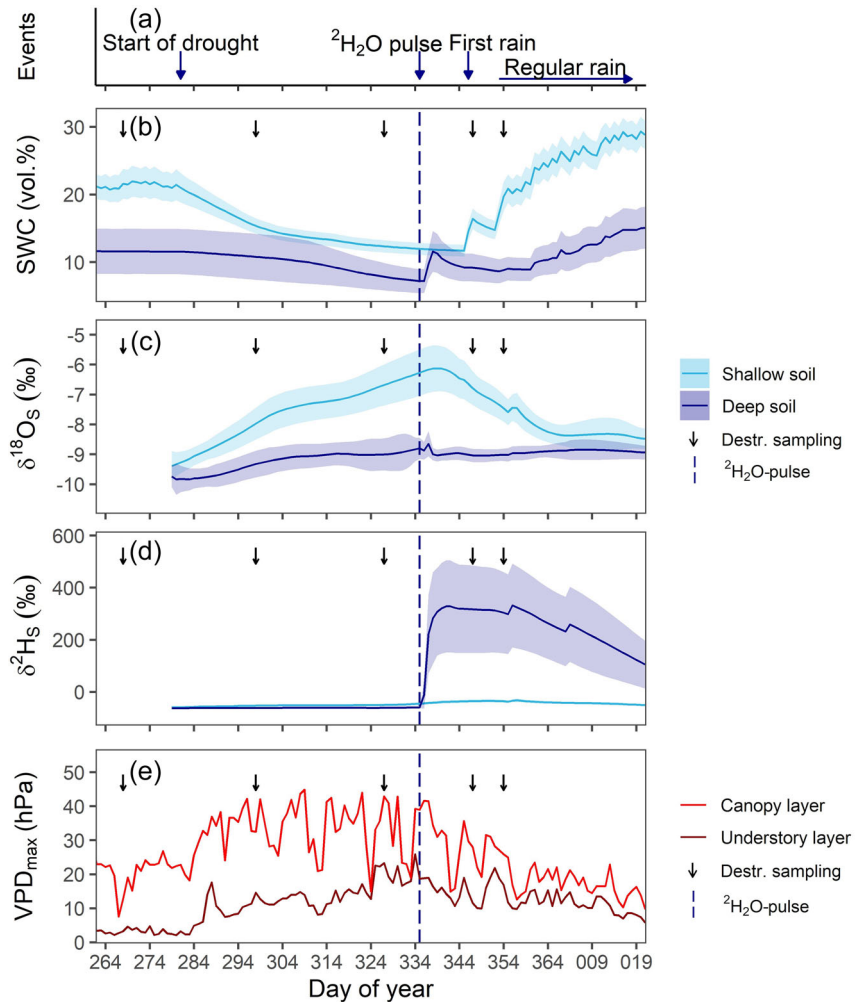 (a)
Events
Start of drought
²H₂O pulse First rain
Regular rain
(b)
SWC (vol.%)
30
20
10
(c)
δ¹⁸Oₛ (‰)
-5
-6
-7
-8
-9
-10
Shallow soil
Deep soil
Destr. sampling
²H₂O-pulse
(d)
δ²Hₛ (‰)
600
400
200
0
(e)
VPDmax (hPa)
50
40
30
20
10
0
Canopy layer
Understory layer
Destr. sampling
²H₂O-pulse
264 274 284 294 304 314 324 334 344 354 364 009 019
Day of year